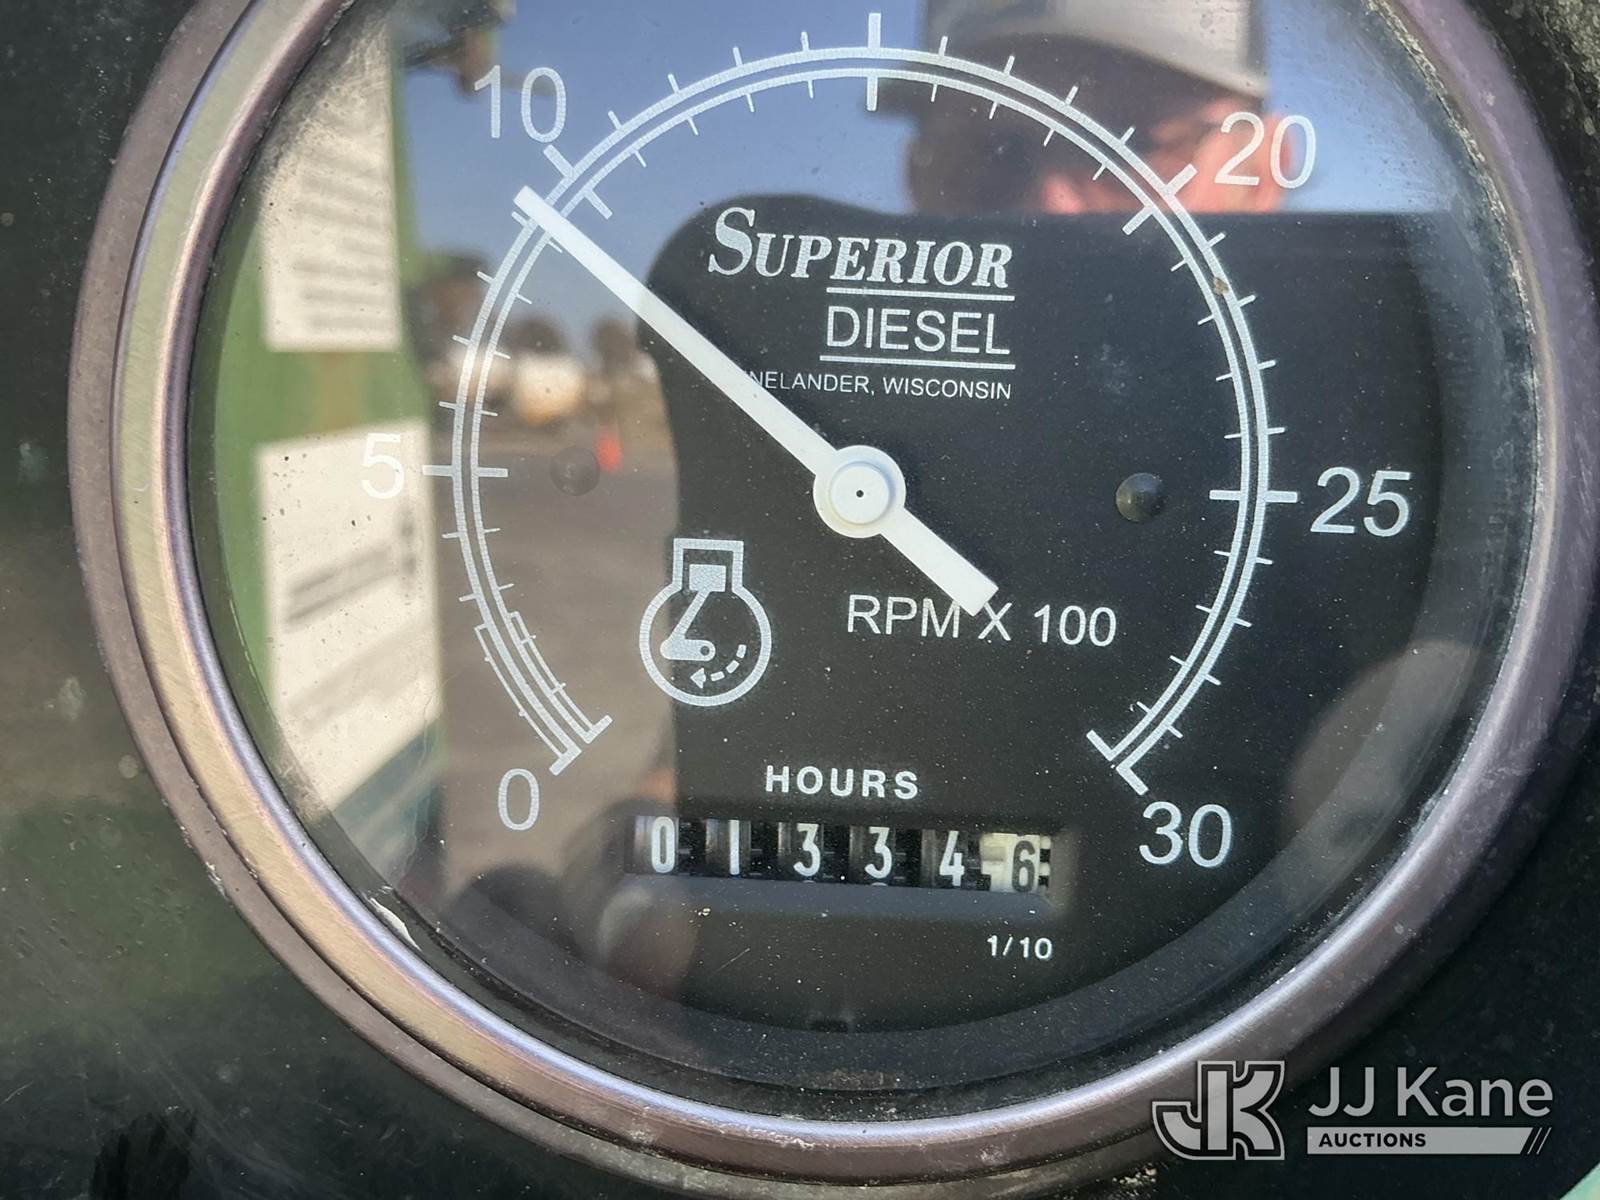 10
20
SUPERIOR
DIESEL
NELANDER, WISCONSIN
5
25
RPM X 100
0
30
HOURS
0 1 3 3 4 6
1/10
JK JJ Kane
AUCTIONS